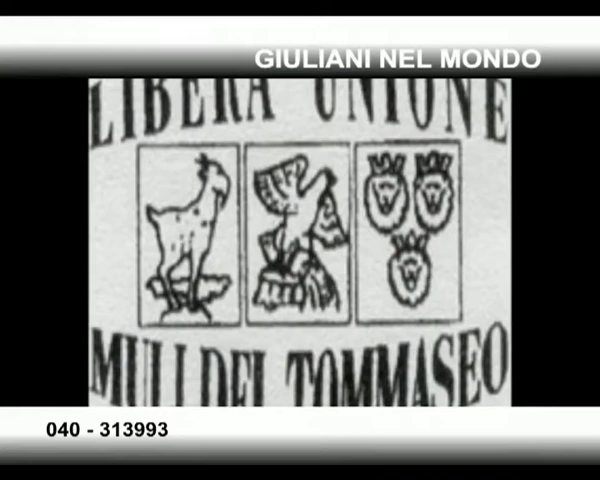 GIULIANI NEL MONDO
LIBERA UNIONE
MULI DEL TOMMASEO
040 - 313993